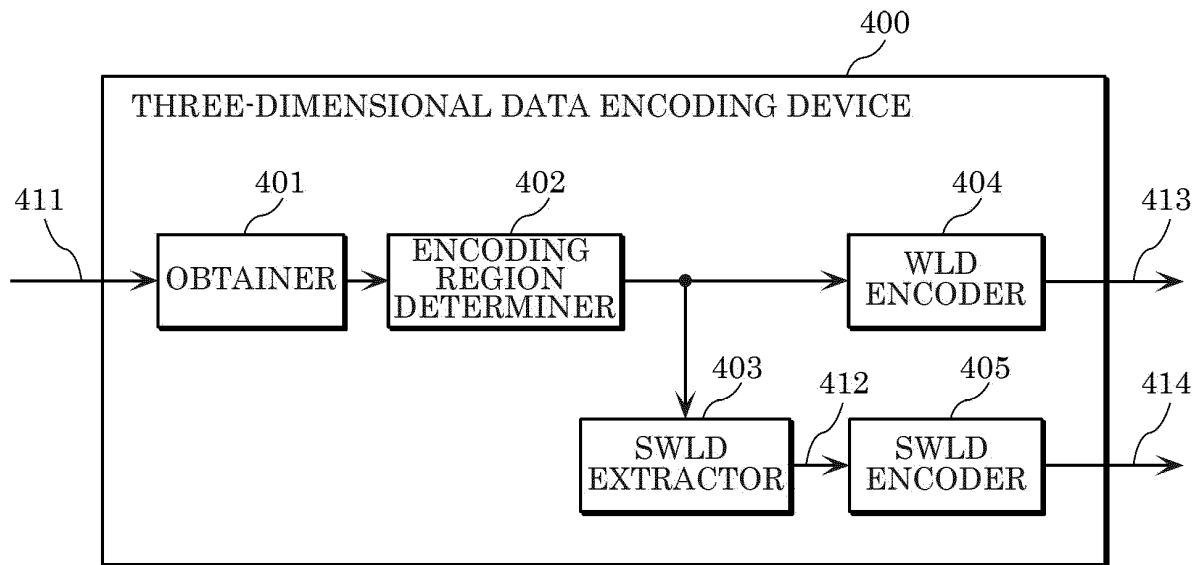 400
THREE-DIMENSIONAL DATA ENCODING DEVICE
411
401
402
404
413
OBTAINER
ENCODING
REGION
DETERMINER
WLD
ENCODER
403
412
405
414
SWLD
EXTRACTOR
SWLD
ENCODER